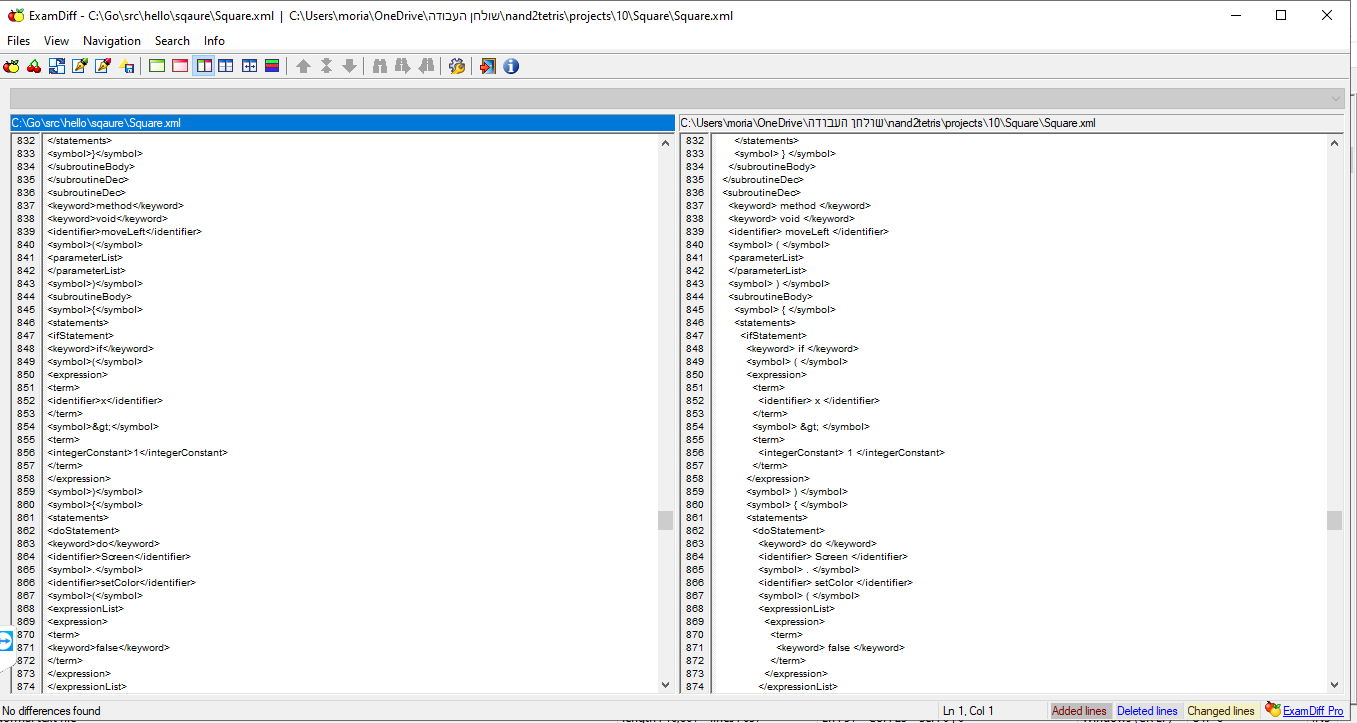 ExamDiff - C:\Go\src\hello\sqaure\Square.xml | C:\Users\moria\OneDrive\שולחן העבודה\nand2tetris\projects\10\Square\Square.xml
Files View Navigation Search Info
C:\Go\src\hello\sqaure\Square.xml
832 </statements>
833 <symbol>}</symbol>
834 </subroutineBody>
835 </subroutineDec>
836 <subroutineDec>
837 <keyword>method</keyword>
838 <keyword>void</keyword>
839 <identifier>moveLeft</identifier>
840 <symbol>(</symbol>
841 <parameterList>
842 </parameterList>
843 <symbol>)</symbol>
844 <subroutineBody>
845 <symbol>{</symbol>
846 <statements>
847 <ifStatement>
848 <keyword>if</keyword>
849 <symbol>(</symbol>
850 <expression>
851 <term>
852 <identifier>x</identifier>
853 </term>
854 <symbol>&gt;</symbol>
855 <term>
856 <integerConstant>1</integerConstant>
857 </term>
858 </expression>
859 <symbol>)</symbol>
860 <symbol>{</symbol>
861 <statements>
862 <doStatement>
863 <keyword>do</keyword>
864 <identifier>Screen</identifier>
865 <symbol>.</symbol>
866 <identifier>setColor</identifier>
867 <symbol>(</symbol>
868 <expressionList>
869 <expression>
870 <term>
871 <keyword>false</keyword>
872 </term>
873 </expression>
874 </expressionList>
C:\Users\moria\OneDrive\שולחן העבודה\nand2tetris\projects\10\Square\Square.xml
832 </statements>
833 <symbol> } </symbol>
834 </subroutineBody>
835 </subroutineDec>
836 <subroutineDec>
837 <keyword> method </keyword>
838 <keyword> void </keyword>
839 <identifier> moveLeft </identifier>
840 <symbol> ( </symbol>
841 <parameterList>
842 </parameterList>
843 <symbol> ) </symbol>
844 <subroutineBody>
845 <symbol> { </symbol>
846 <statements>
847 <ifStatement>
848 <keyword> if </keyword>
849 <symbol> ( </symbol>
850 <expression>
851 <term>
852 <identifier> x </identifier>
853 </term>
854 <symbol> &gt; </symbol>
855 <term>
856 <integerConstant> 1 </integerConstant>
857 </term>
858 </expression>
859 <symbol> ) </symbol>
860 <symbol> { </symbol>
861 <statements>
862 <doStatement>
863 <keyword> do </keyword>
864 <identifier> Screen </identifier>
865 <symbol> . </symbol>
866 <identifier> setColor </identifier>
867 <symbol> ( </symbol>
868 <expressionList>
869 <expression>
870 <term>
871 <keyword> false </keyword>
872 </term>
873 </expression>
874 </expressionList>
No differences found Ln 1, Col 1 Added lines Deleted lines Changed lines ExamDiff Pro